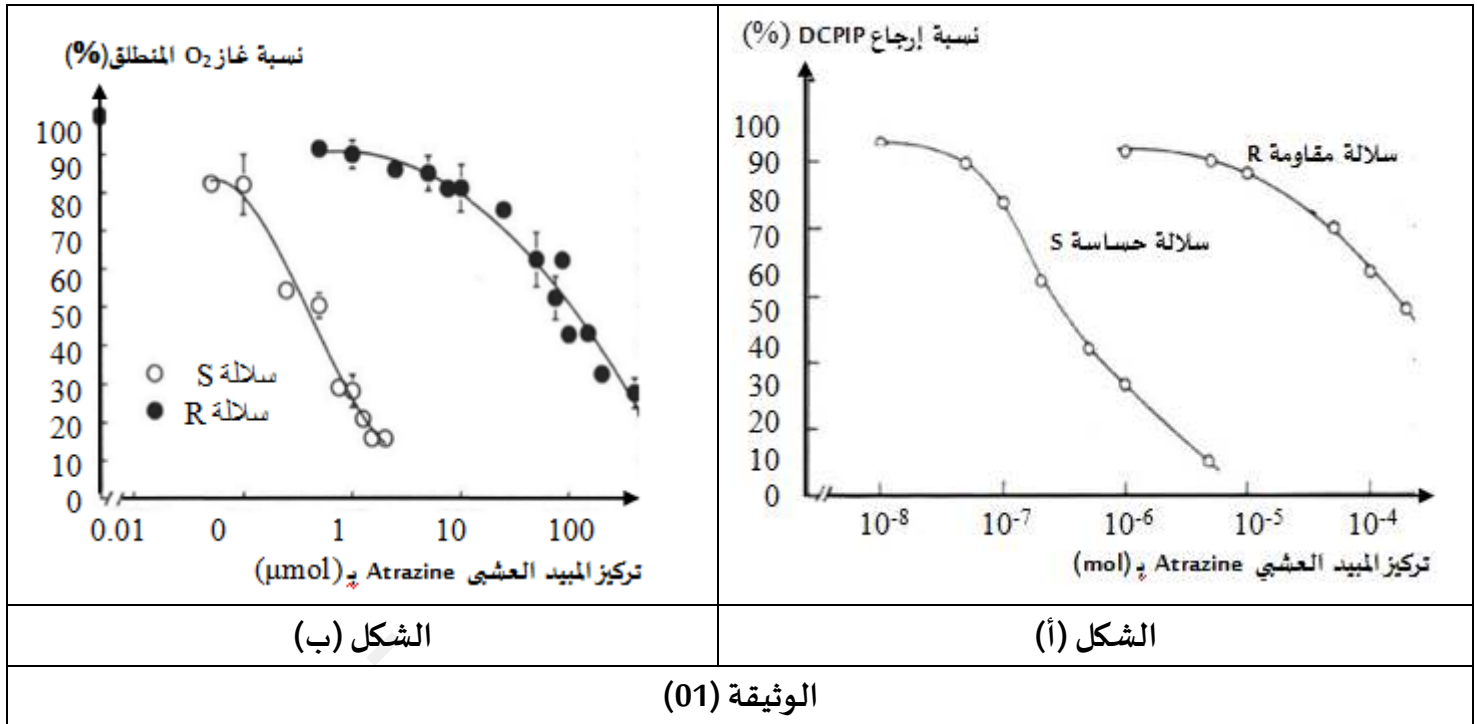 نسبة إرجاع DCPIP (%)
100
90
80
70
60
50
40
30
20
10
0
سلالة مقاومة R
سلالة حساسة S
10-8 10-7 10-6 10-5 10-4
تركيز المبيد العشبي Atrazine بـ (mol)
الشكل (أ)
نسبة غاز O2 المنطلق (%)
100
90
80
70
60
50
40
30
20
10
0
سلالة S
سلالة R
0.01 0 1 10 100
تركيز المبيد العشبي Atrazine بـ (µmol)
الشكل (ب)
الوثيقة (01)